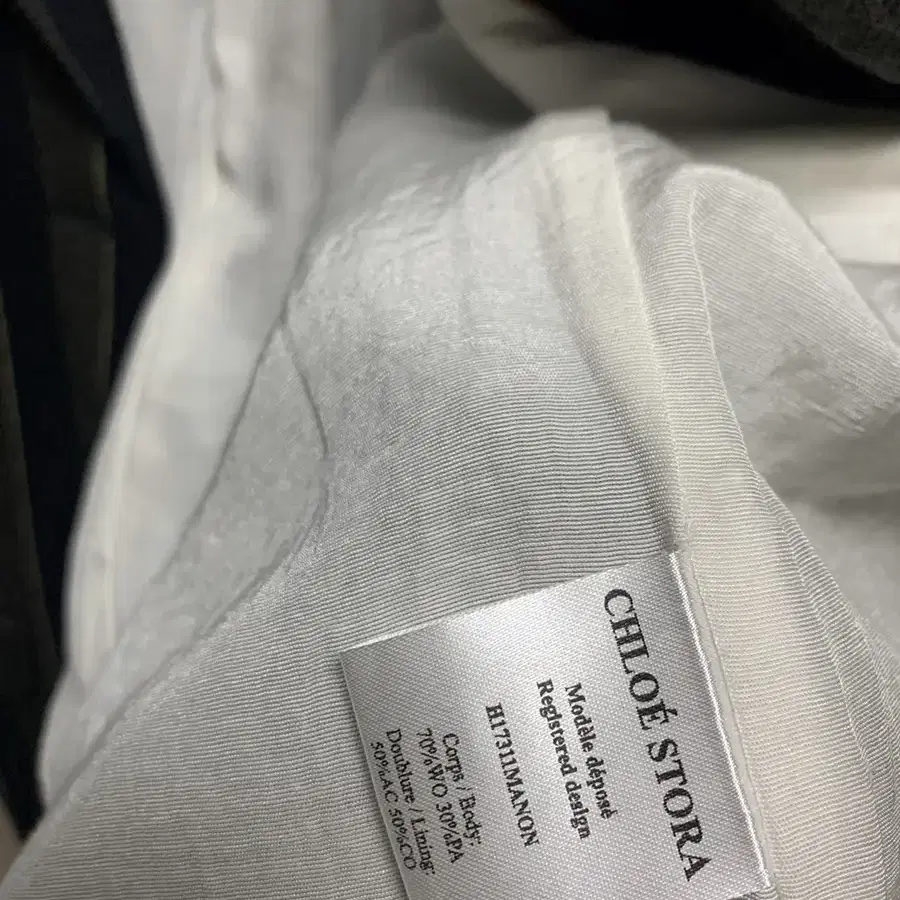 CHLOÉ STORA
Modèle déposé
Registered design
H17311MANON
Corps / Body:
70%WO 30%PA
Doublure / Lining:
50%AC 50%CO